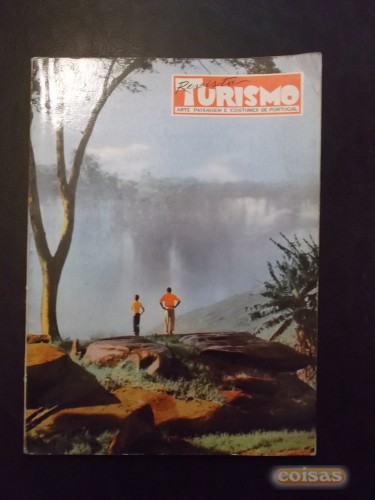 Revista
TURISMO
ARTE PAISAGEM E COSTUMES DE PORTUGAL
coisas